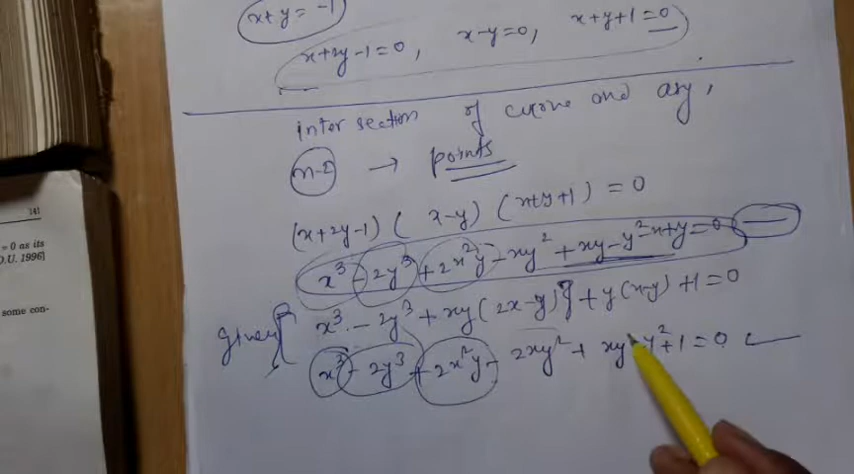 x+y = -1
x+2y-1=0, x-y=0, x+y+1=0
intersection of curve and asy,
n-2 → points
(x+2y-1)( x-y) (x+y+1) = 0
x³-2y³+2x²y-xy²+xy-y²-x+y=0
given { x³-2y³+xy(2x-y)+y(x-y)+1=0
x³-2y³+2x²y-2xy²+xy y²+1=0
141
= 0 as its
O.U. 1996]
some con-